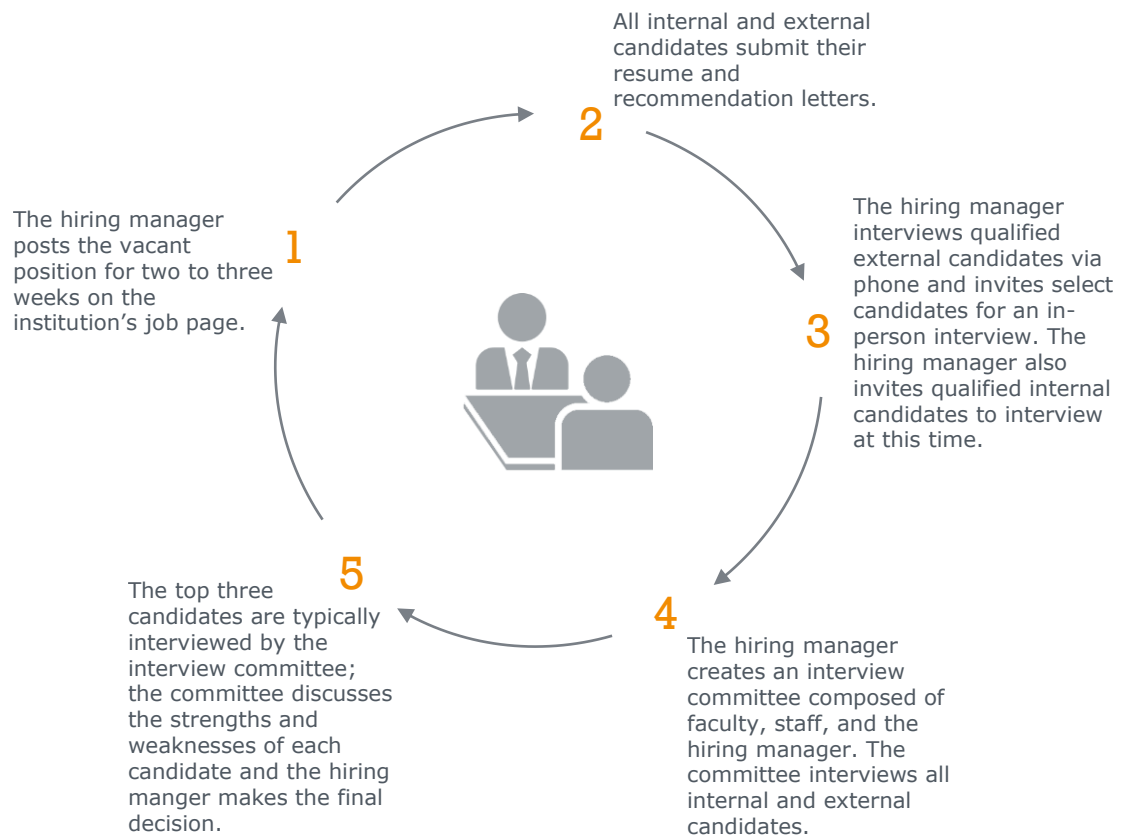 1
The hiring manager
posts the vacant
position for two to three
weeks on the
institution’s job page.
2
All internal and external
candidates submit their
resume and
recommendation letters.
3
The hiring manager
interviews qualified
external candidates via
phone and invites select
candidates for an in-
person interview. The
hiring manager also
invites qualified internal
candidates to interview
at this time.
4
The hiring manager
creates an interview
committee composed of
faculty, staff, and the
hiring manager. The
committee interviews all
internal and external
candidates.
5
The top three
candidates are typically
interviewed by the
interview committee;
the committee discusses
the strengths and
weaknesses of each
candidate and the hiring
manger makes the final
decision.